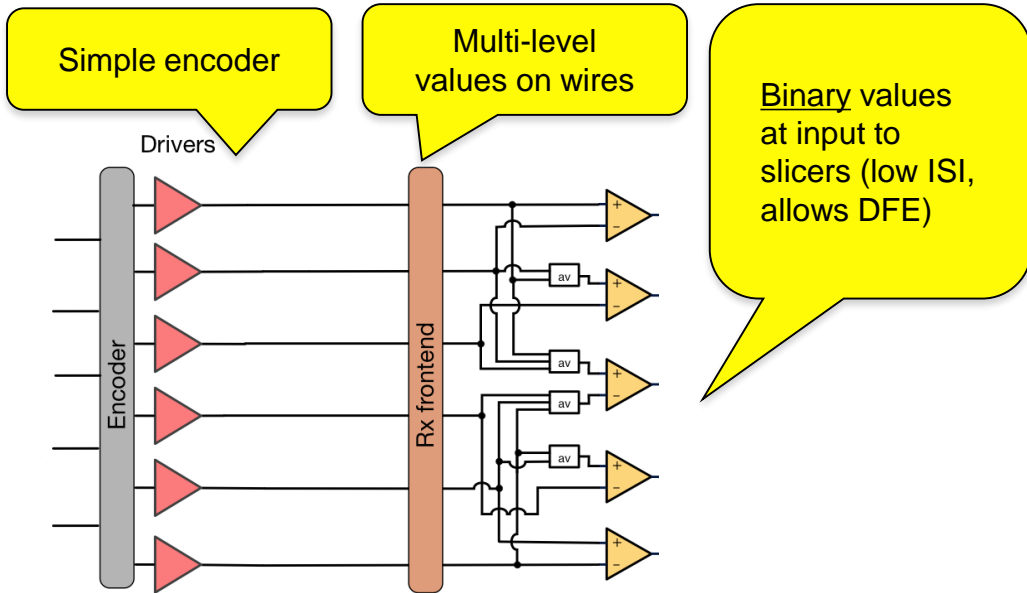 Simple encoder
Multi-level
values on wires
Binary values
at input to
slicers (low ISI,
allows DFE)
Drivers
Encoder
Rx frontend
+
−
av
+
−
av
+
−
av
av
+
−
+
−